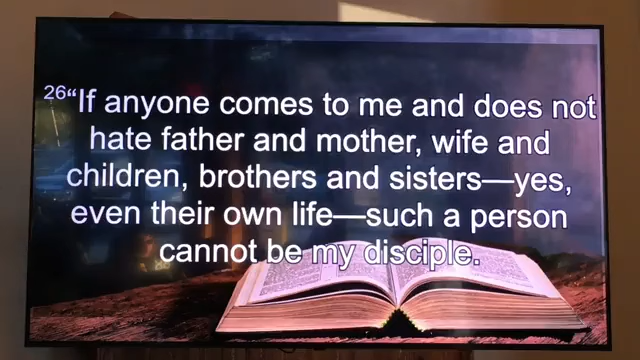 26“If anyone comes to me and does not
hate father and mother, wife and
children, brothers and sisters—yes,
even their own life—such a person
cannot be my disciple.